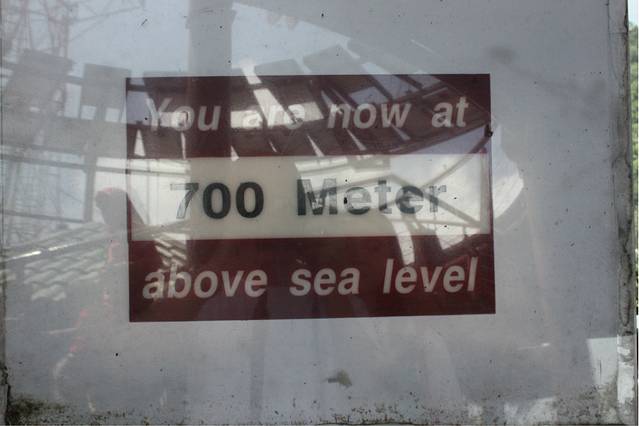 You are now at
700 Meter
above sea level